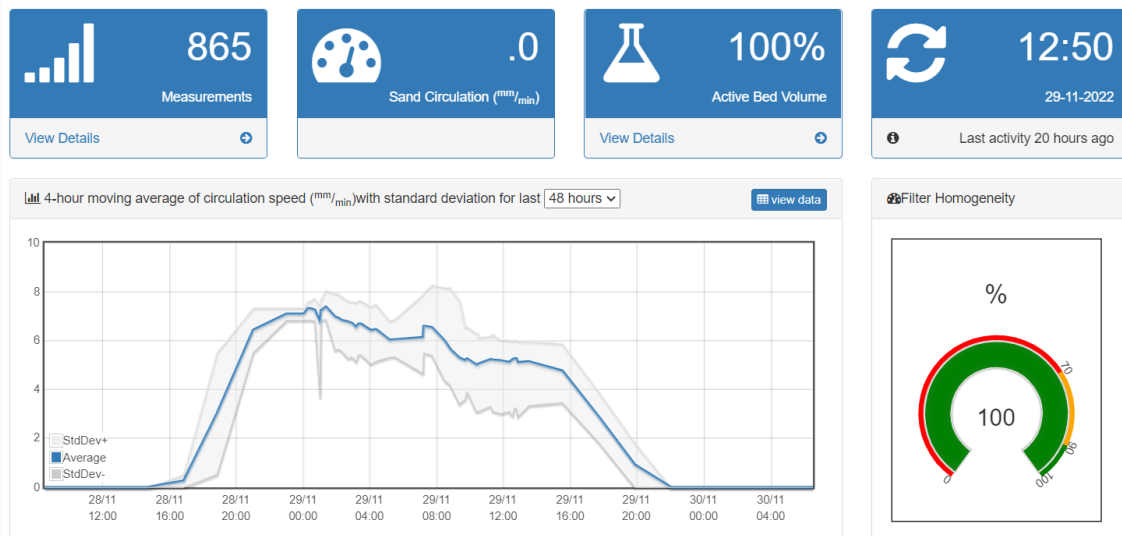 865
Measurements
View Details
.0
Sand Circulation (mm/min)
100%
Active Bed Volume
View Details
12:50
29-11-2022
Last activity 20 hours ago
4-hour moving average of circulation speed (mm/min)with standard deviation for last 48 hours
view data
10
8
6
4
2
0
StdDev+
Average
StdDev-
28/11 28/11 28/11 29/11 29/11 29/11 29/11 29/11 29/11 30/11 30/11
12:00 16:00 20:00 00:00 04:00 08:00 12:00 16:00 20:00 00:00 04:00
Filter Homogeneity
%
70
100
90
0
100